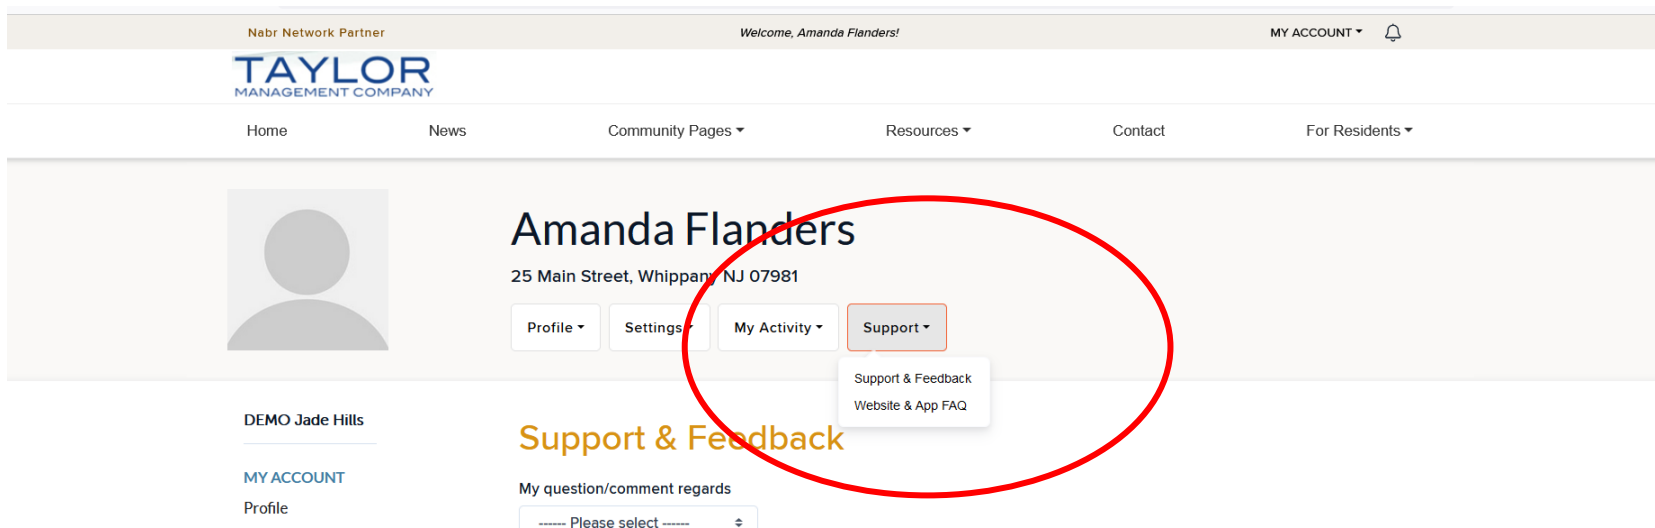 Nabr Network Partner Welcome, Amanda Flanders! MY ACCOUNT
TAYLOR
MANAGEMENT COMPANY
Home News Community Pages Resources Contact For Residents
Amanda Flanders
25 Main Street, Whippany NJ 07981
Profile Settings My Activity Support
Support & Feedback
Website & App FAQ
DEMO Jade Hills
MY ACCOUNT
Profile
Support & Feedback
My question/comment regards
------ Please select ------